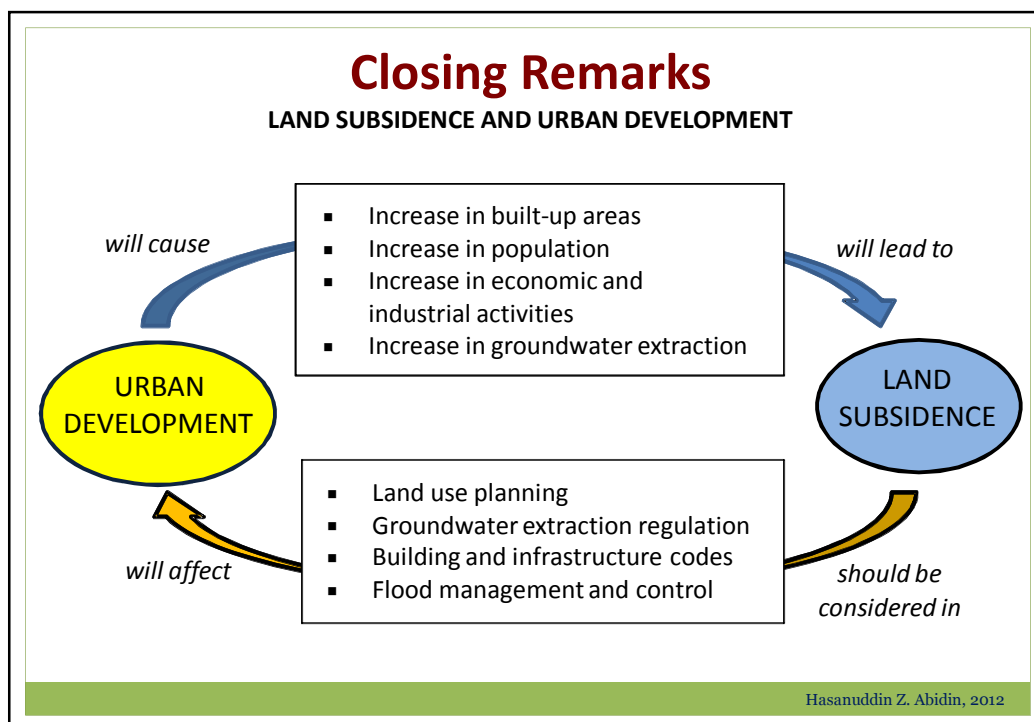 Closing Remarks
LAND SUBSIDENCE AND URBAN DEVELOPMENT
will cause
▪ Increase in built-up areas
▪ Increase in population
▪ Increase in economic and
industrial activities
▪ Increase in groundwater extraction
will lead to
URBAN
DEVELOPMENT
LAND
SUBSIDENCE
will affect
▪ Land use planning
▪ Groundwater extraction regulation
▪ Building and infrastructure codes
▪ Flood management and control
should be
considered in
Hasanuddin Z. Abidin, 2012